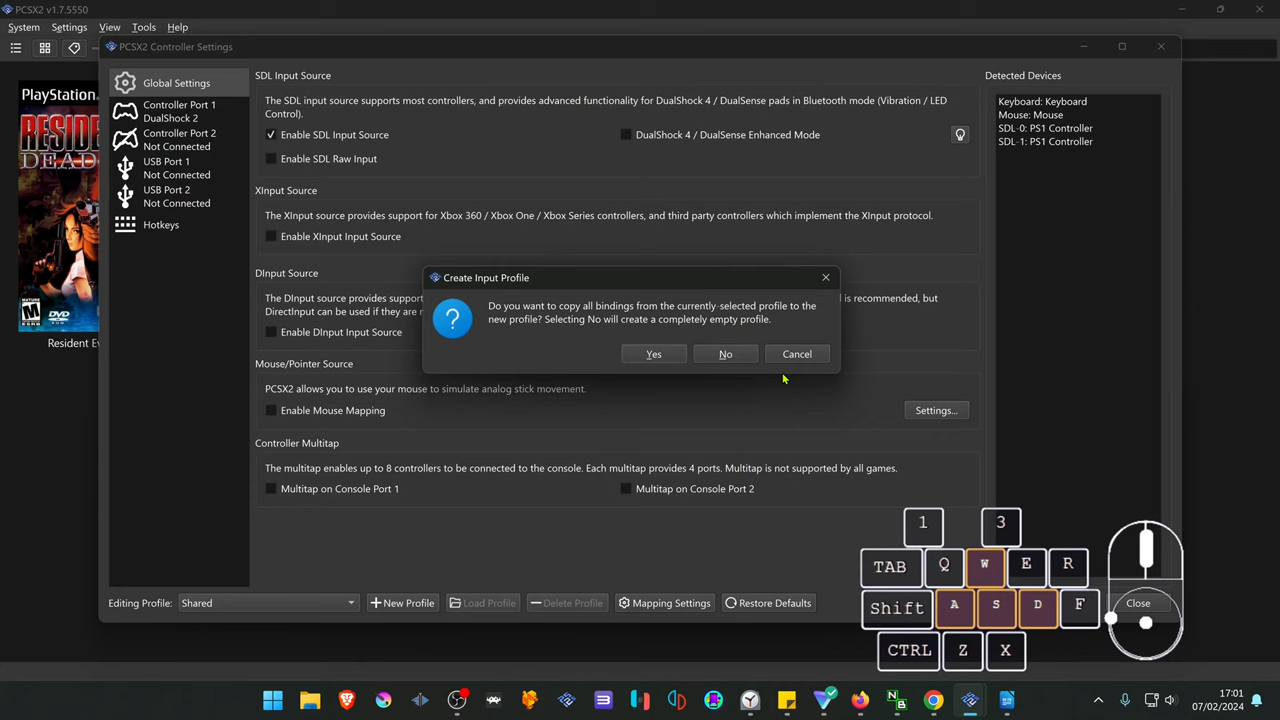 PCSX2 v1.7.5550
System Settings View Tools Help
PCSX2 Controller Settings
PlayStation
RESID
DEAD
MATURE 17+
M
ESRB
DVD
Resident Ev
Global Settings
Controller Port 1
DualShock 2
Controller Port 2
Not Connected
USB Port 1
Not Connected
USB Port 2
Not Connected
Hotkeys
SDL Input Source
The SDL input source supports most controllers, and provides advanced functionality for DualShock 4 / DualSense pads in Bluetooth mode (Vibration / LED
Control).
Enable SDL Input Source
DualShock 4 / DualSense Enhanced Mode
Enable SDL Raw Input
XInput Source
The XInput source provides support for Xbox 360 / Xbox One / Xbox Series controllers, and third party controllers which implement the XInput protocol.
Enable XInput Input Source
DInput Source
The DInput source provides support
l is recommended, but
DirectInput can be used if they are n
Enable DInput Input Source
Mouse/Pointer Source
PCSX2 allows you to use your mouse to simulate analog stick movement.
Enable Mouse Mapping
Settings...
Controller Multitap
The multitap enables up to 8 controllers to be connected to the console. Each multitap provides 4 ports. Multitap is not supported by all games.
Multitap on Console Port 1
Multitap on Console Port 2
Detected Devices
Keyboard: Keyboard
Mouse: Mouse
SDL-0: PS1 Controller
SDL-1: PS1 Controller
Create Input Profile
Do you want to copy all bindings from the currently-selected profile to the
new profile? Selecting No will create a completely empty profile.
Yes No Cancel
Editing Profile: Shared
New Profile Load Profile Delete Profile Mapping Settings Restore Defaults Close
1 3
TAB Q W E R
Shift A S D F
CTRL Z X
17:01
07/02/2024